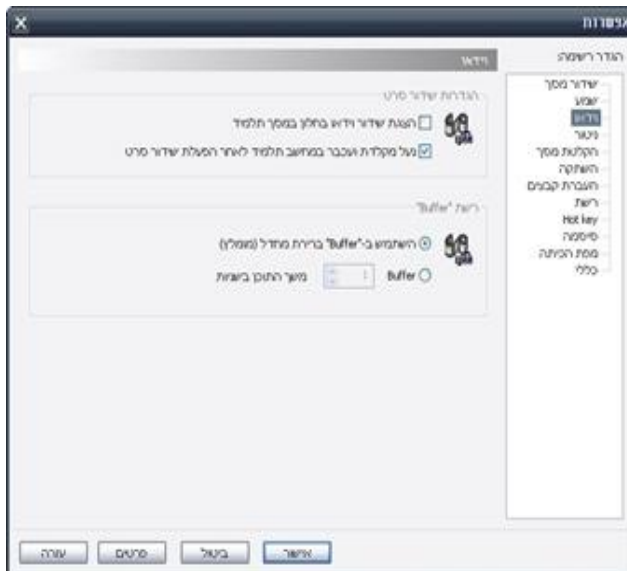 אפשרות
הגדר רשימה:
שידור מסך
שמע
וידאו
ניטור
הקלטת מסך
השתקה
העברת קבצים
רשת
Hot key
סיסמה
מפת הכיתה
כללי
וידאו
הגדרות שידור סרט
הצגת שידור וידאו בחלון במסך תלמיד
נעל מקלדת ועכבר במחשב תלמיד לאחר הפעלת שידור סרט
רשת "Buffer"
השתמש ב-"Buffer" ברירת מחדל (מומלץ)
Buffer משך התוכן בשניות
אישור ביטול פרטים עזרה